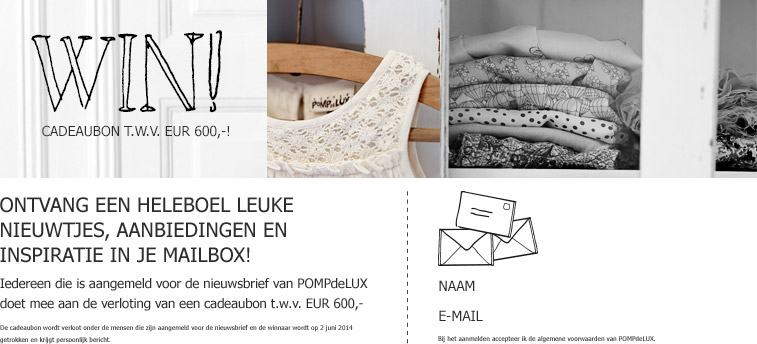 WIN!
CADEAUBON T.W.V. EUR 600,-!
POMPdeLUX
ONTVANG EEN HELEBOEL LEUKE
NIEUWTJES, AANBIEDINGEN EN
INSPIRATIE IN JE MAILBOX!
Iedereen die is aangemeld voor de nieuwsbrief van POMPdeLUX
doet mee aan de verloting van een cadeaubon t.w.v. EUR 600,-
De cadeaubon wordt verloot onder de mensen die zijn aangemeld voor de nieuwsbrief en de winnaar wordt op 2 juni 2014
getrokken en krijgt persoonlijk bericht.
NAAM
E-MAIL
Bij het aanmelden accepteer ik de algemene voorwaarden van POMPdeLUX.